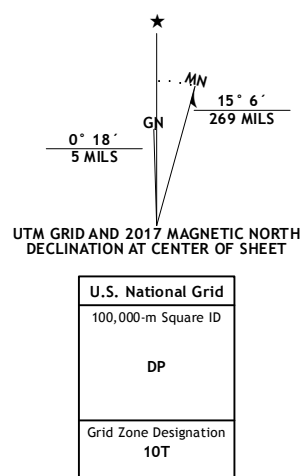 ★
MN
GN
0° 18´
5 MILS
15° 6´
269 MILS
UTM GRID AND 2017 MAGNETIC NORTH
DECLINATION AT CENTER OF SHEET
U.S. National Grid
100,000-m Square ID
DP
Grid Zone Designation
10T